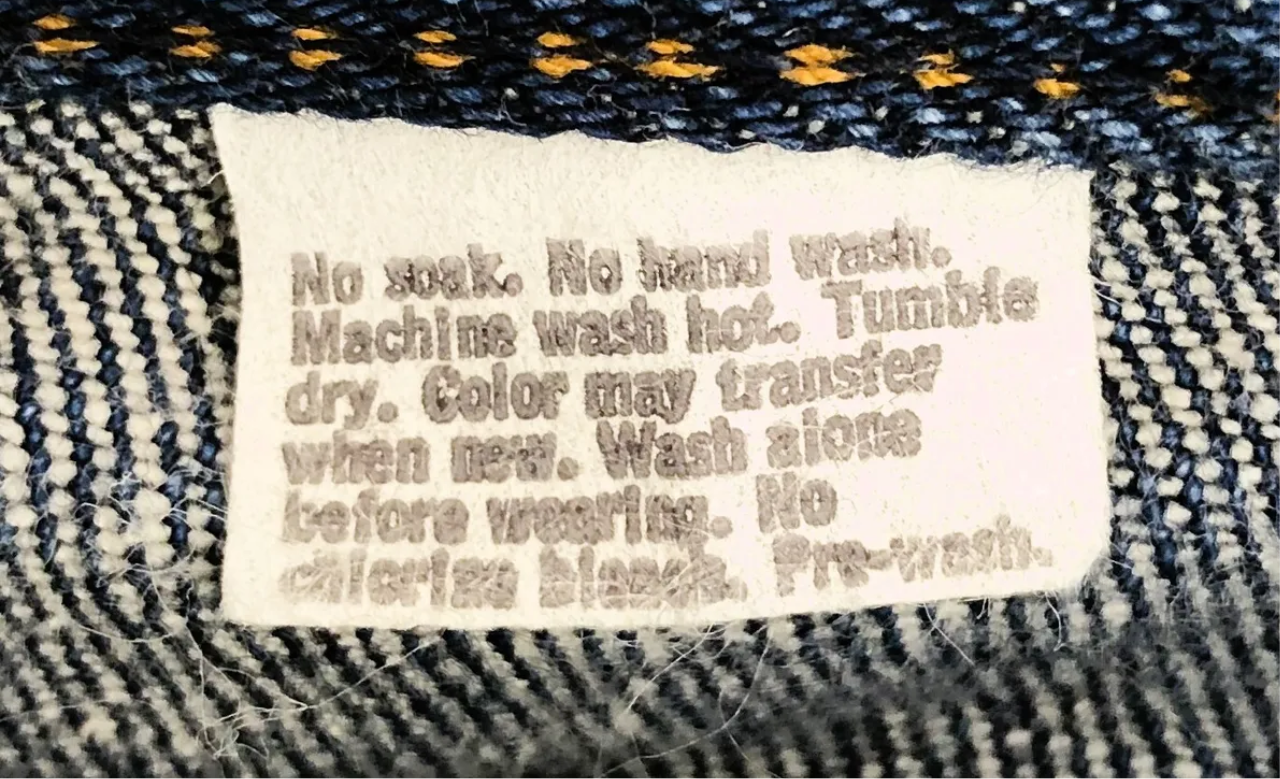 No soak. No hand wash.
Machine wash hot. Tumble
dry. Color may transfer
when new. Wash alone
before wearing. No
chlorine bleach. Pre-wash.